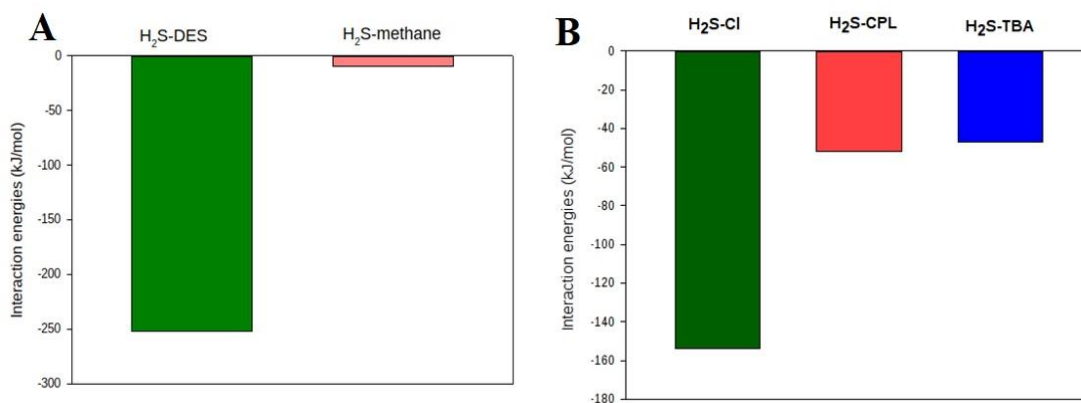 A
H₂S-DES
H₂S-methane
Interaction energies (kJ/mol)
0
-50
-100
-150
-200
-250
-300
B
H₂S-Cl
H₂S-CPL
H₂S-TBA
Interaction energies (kJ/mol)
0
-20
-40
-60
-80
-100
-120
-140
-160
-180